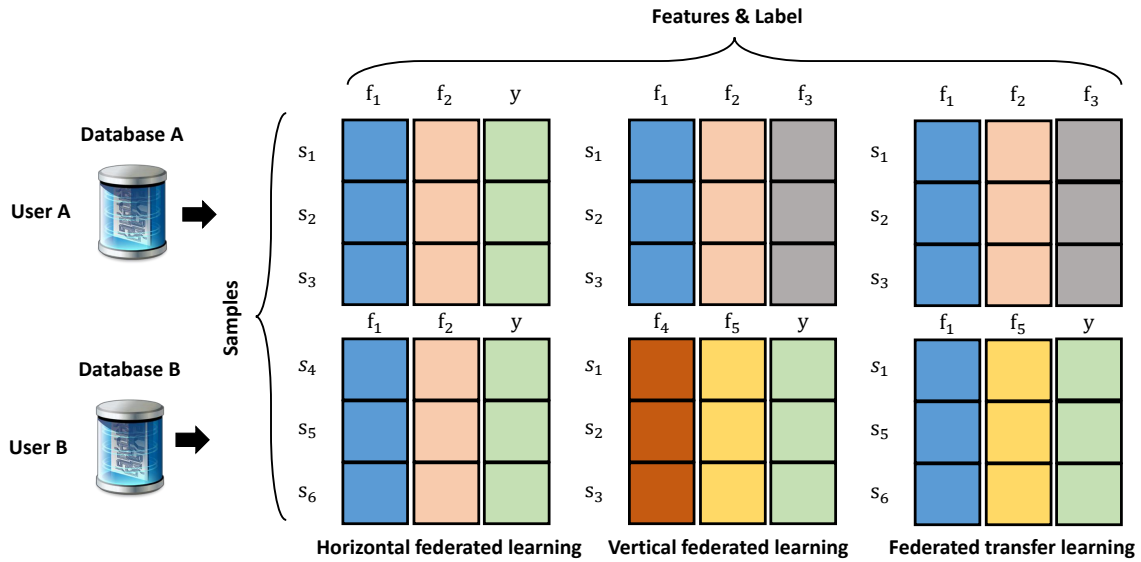 Features & Label
f₁ f₂ y f₁ f₂ f₃ f₁ f₂ f₃
Database A
User A
s₁ s₁ s₁
s₂ s₂ s₂
s₃ s₃ s₃
Samples
f₁ f₂ y f₄ f₅ y f₁ f₅ y
Database B
User B
s₄ s₁ s₁
s₅ s₂ s₅
s₆ s₃ s₆
Horizontal federated learning Vertical federated learning Federated transfer learning